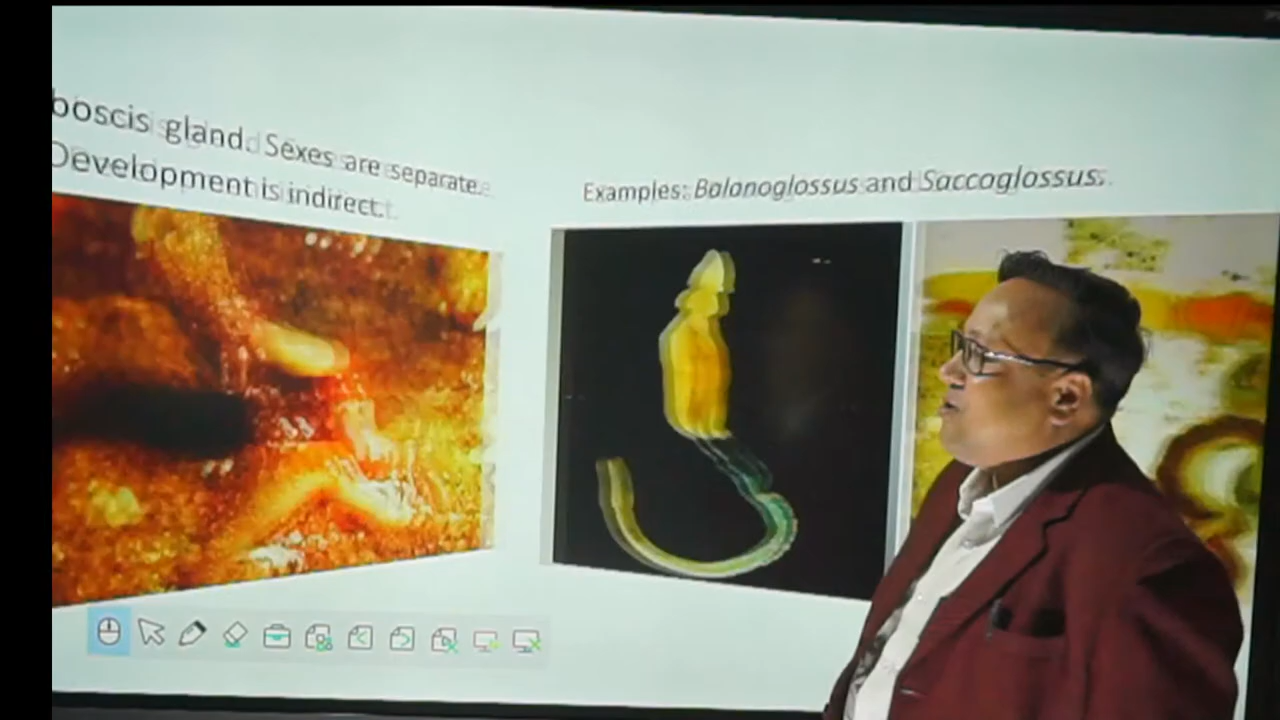 boscis gland. Sexes are separate.
Development is indirect.
Examples: Balanoglossus and Saccoglossus.